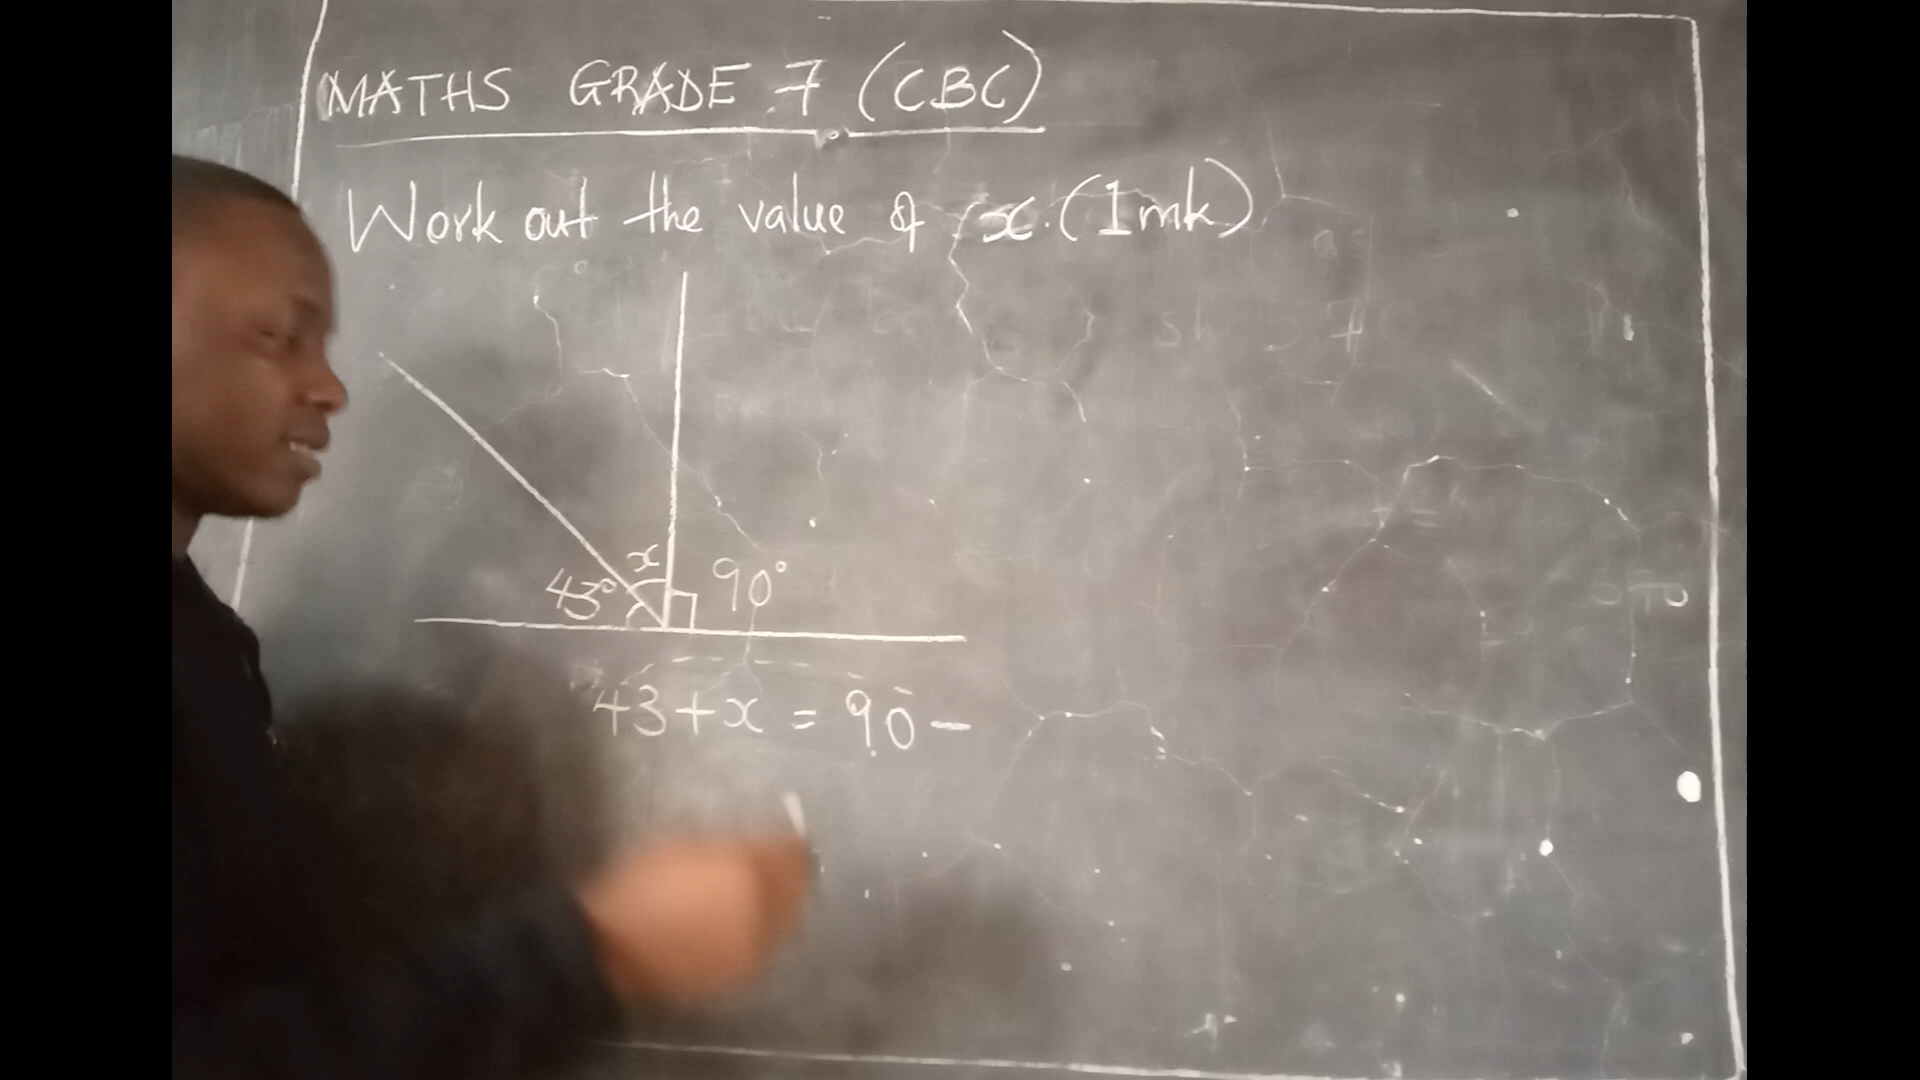 MATHS GRADE 7 (CBC)
Work out the value of x. (1mk)
x
43° 90°
43 + x = 90 -